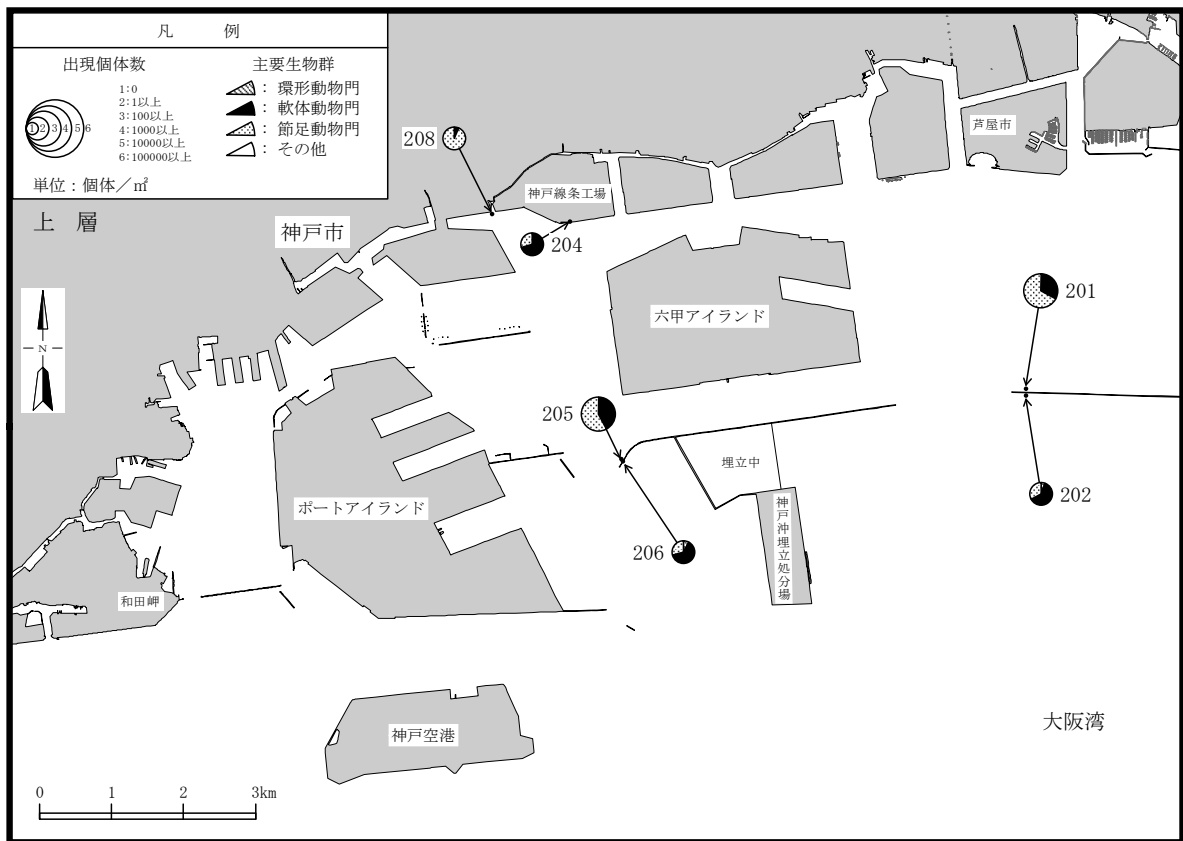 凡 例
出現個体数
1:0
2:1以上
3:100以上
4:1000以上
5:10000以上
6:100000以上
1 2 3 4 5 6
主要生物群
: 環形動物門
: 軟体動物門
: 節足動物門
: その他
単位：個体／㎡
上 層
208
神戸線条工場
芦屋市
神戸市
204
201
六甲アイランド
N
205
埋立中
ポートアイランド
神戸沖埋立処分場
202
206
和田岬
大阪湾
神戸空港
0 1 2 3km